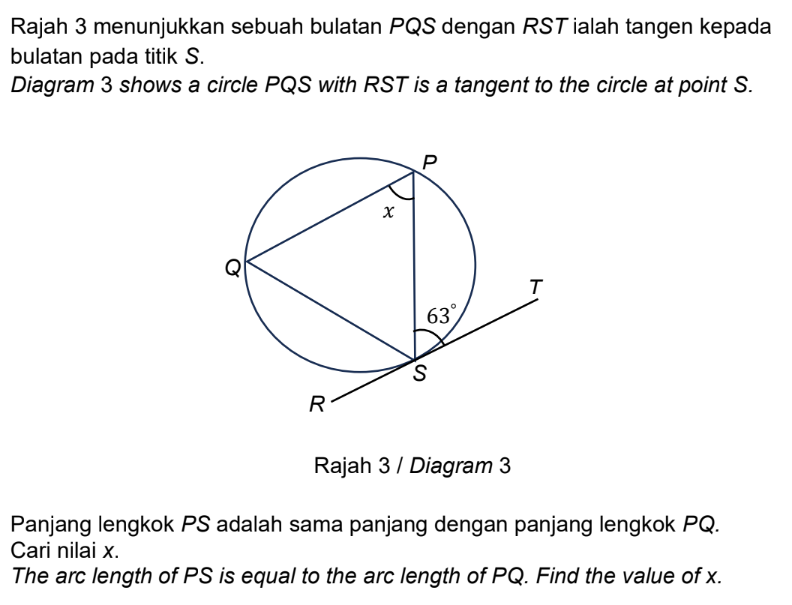 Rajah 3 menunjukkan sebuah bulatan PQS dengan RST ialah tangen kepada
bulatan pada titik S.
Diagram 3 shows a circle PQS with RST is a tangent to the circle at point S.
P
x
Q
T
63°
S
R
Rajah 3 / Diagram 3
Panjang lengkok PS adalah sama panjang dengan panjang lengkok PQ.
Cari nilai x.
The arc length of PS is equal to the arc length of PQ. Find the value of x.